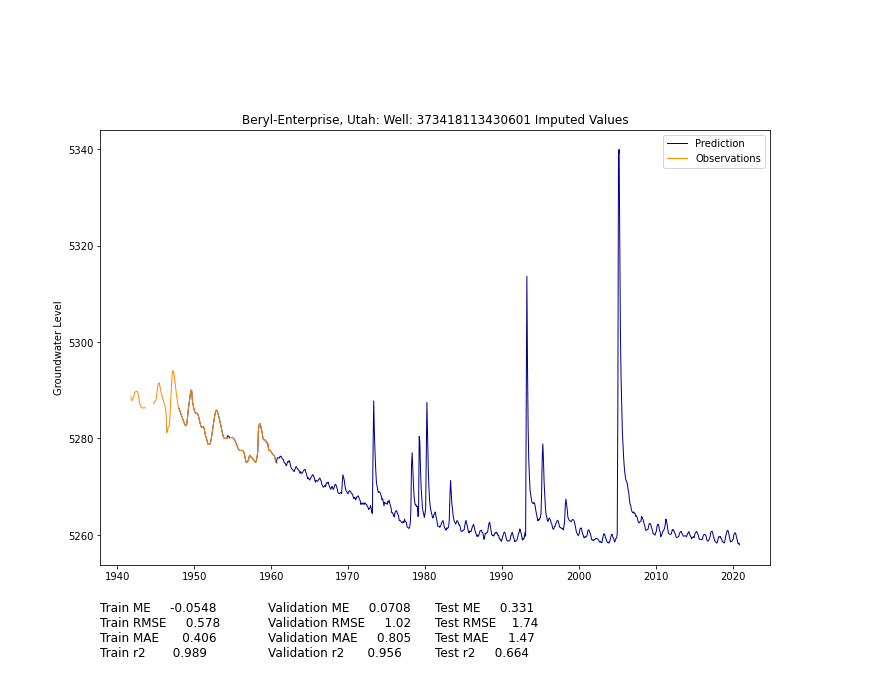 Beryl-Enterprise, Utah: Well: 373418113430601 Imputed Values
Prediction
Observations
5340
5320
5300
5280
5260
Groundwater Level
1940 1950 1960 1970 1980 1990 2000 2010 2020
Train ME -0.0548 Validation ME 0.0708 Test ME 0.331
Train RMSE 0.578 Validation RMSE 1.02 Test RMSE 1.74
Train MAE 0.406 Validation MAE 0.805 Test MAE 1.47
Train r2 0.989 Validation r2 0.956 Test r2 0.664